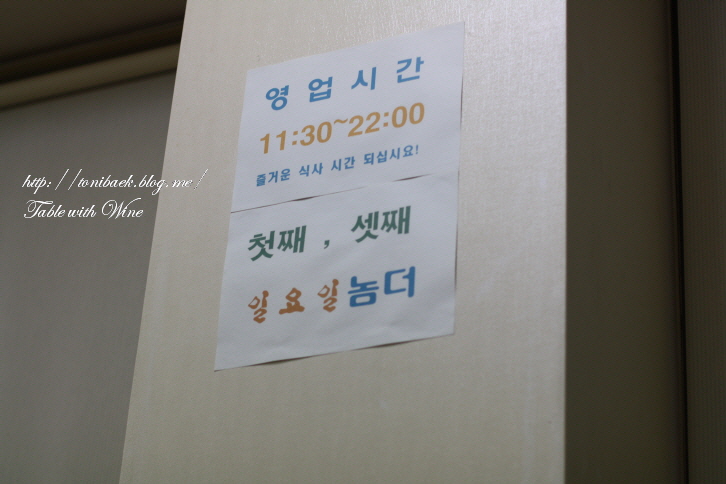 영업시간
11:30~22:00
즐거운 식사 시간 되십시요!
첫째, 셋째
일요일놈더
http://tonibaek.blog.me/
Table with Wine